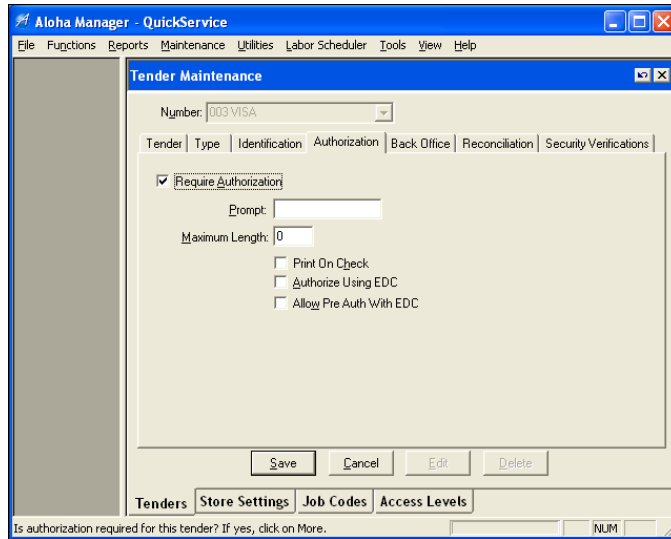 Aloha Manager - QuickService
File Functions Reports Maintenance Utilities Labor Scheduler Tools View Help
Tender Maintenance
Number: 003 VISA
Tender Type Identification Authorization Back Office Reconciliation Security Verifications
Require Authorization
Prompt:
Maximum Length: 0
Print On Check
Authorize Using EDC
Allow Pre Auth With EDC
Save Cancel Edit Delete
Tenders Store Settings Job Codes Access Levels
Is authorization required for this tender? If yes, click on More. NUM